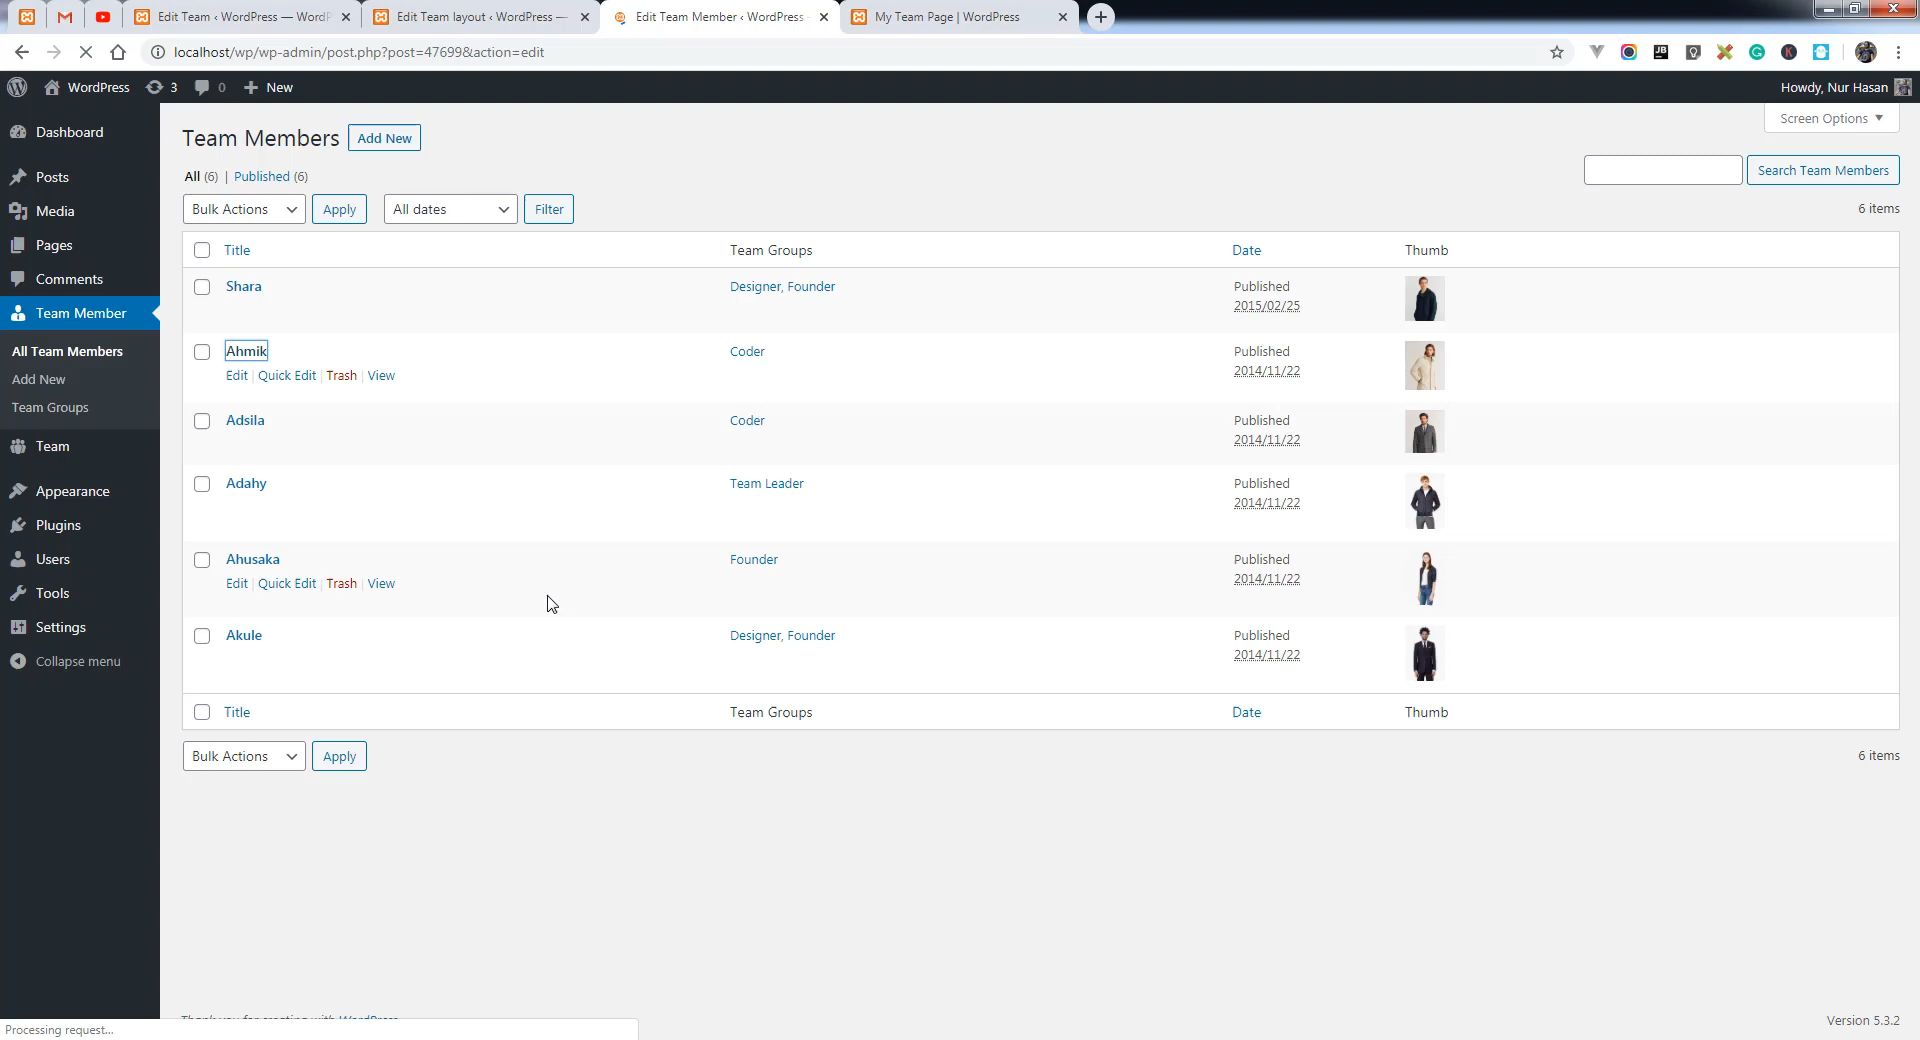 Edit Team ‹ WordPress — WordP
Edit Team layout ‹ WordPress —
Edit Team Member ‹ WordPress
My Team Page | WordPress
localhost/wp/wp-admin/post.php?post=47699&action=edit
WordPress 3 0 New
Howdy, Nur Hasan
Dashboard
Posts
Media
Pages
Comments
Team Member
All Team Members
Add New
Team Groups
Team
Appearance
Plugins
Users
Tools
Settings
Collapse menu
Screen Options
Team Members Add New
All (6) | Published (6)
Search Team Members
Bulk Actions Apply All dates Filter
6 items
Title Team Groups Date Thumb
Shara Designer, Founder Published
2015/02/25
Ahmik Coder Published
Edit | Quick Edit | Trash | View 2014/11/22
Adsila Coder Published
2014/11/22
Adahy Team Leader Published
2014/11/22
Ahusaka Founder Published
Edit | Quick Edit | Trash | View 2014/11/22
Akule Designer, Founder Published
2014/11/22
Title Team Groups Date Thumb
Bulk Actions Apply
6 items
Version 5.3.2
Processing request...